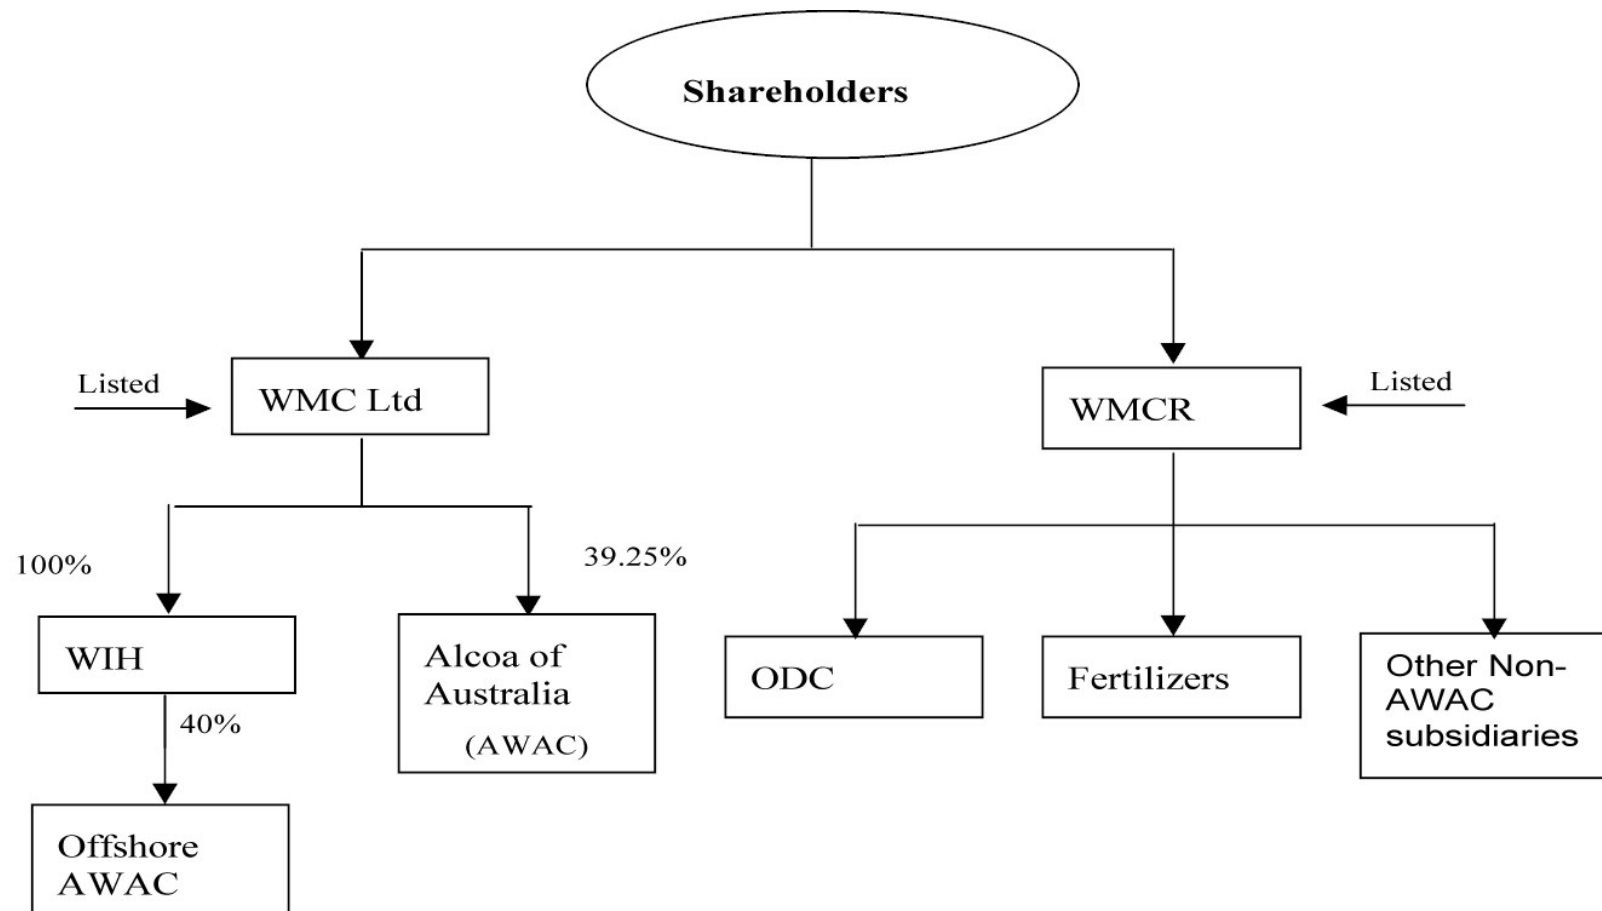 Shareholders
Listed
WMC Ltd
Listed
WMCR
100%
39.25%
WIH
40%
Alcoa of
Australia
(AWAC)
ODC
Fertilizers
Other Non-
AWAC
subsidiaries
Offshore
AWAC